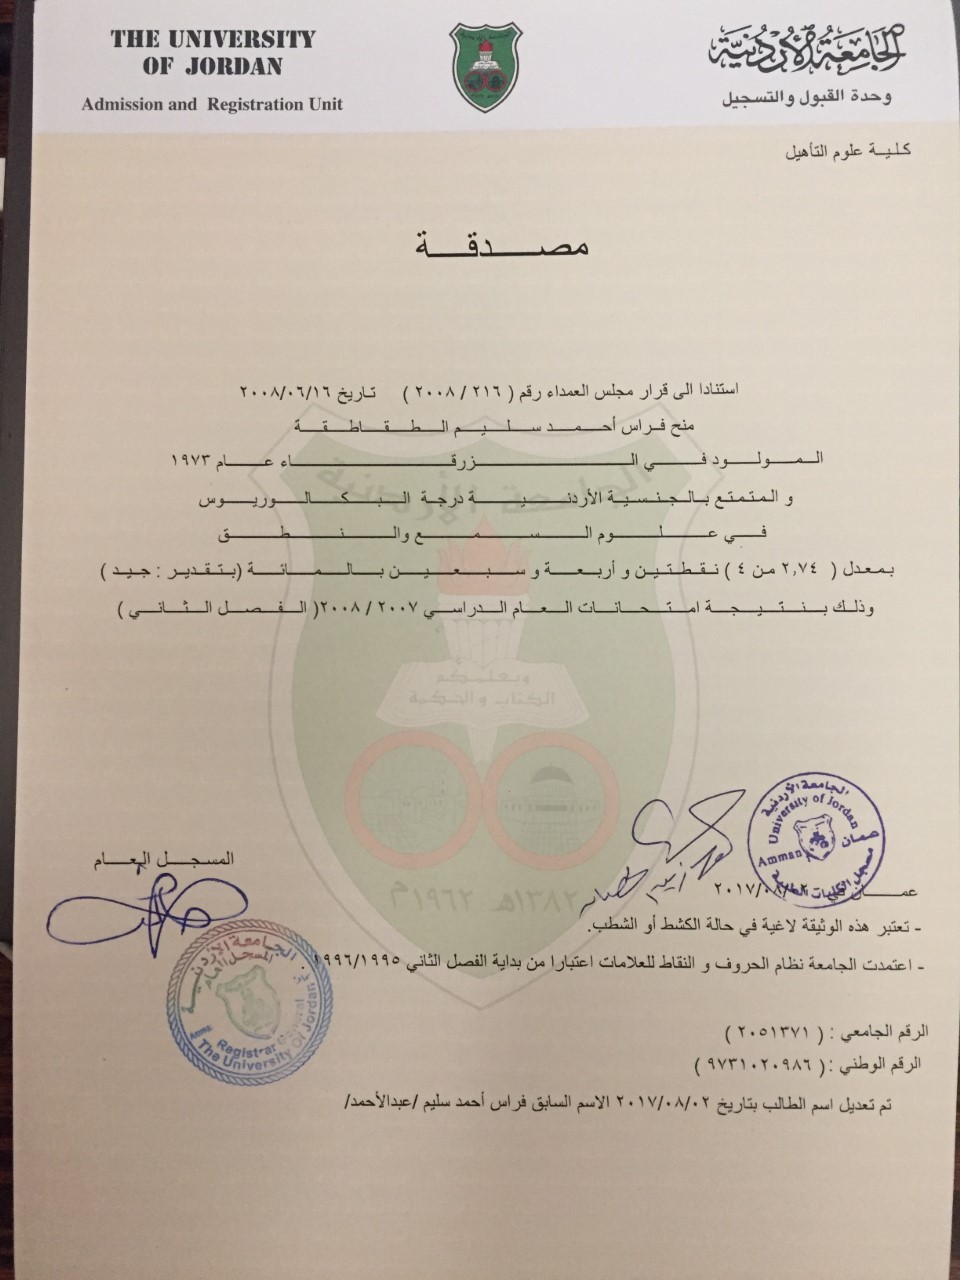 THE UNIVERSITY
OF JORDAN
Admission and Registration Unit
الجامعة الأردنية
وحدة القبول والتسجيل
كلية علوم التأهيل
مصدقة
استنادا الى قرار مجلس العمداء رقم ( ٢١٦ / ٢٠٠٨ ) تاريخ ٢٠٠٨/٠٦/١٦
منح فراس أحمد سليم الطقاطقة
المولود في الزرقاء عام ١٩٧٣
و المتمتع بالجنسية الأردنية درجة البكالوريوس
في علوم السمع والنطق
بمعدل ( ٢,٧٤ من ٤ ) نقطتين و أربعة و سبعين بالمائة (بتقدير : جيد )
وذلك بنتيجة امتحانات العام الدراسي ٢٠٠٧ / ٢٠٠٨( الفصل الثاني )
الجامعة الأردنية
ويعلمكم
الكتاب والحكمة
١٣٨٢هـ ١٩٦٢م
الجامعة الأردنية
University of Jordan
عمان
Amman
مسجل الكليات
المسجل العام
عمان في ٢٠١٧/٠٨/٠٢
- تعتبر هذه الوثيقة لاغية في حالة الكشط أو الشطب.
- اعتمدت الجامعة نظام الحروف و النقاط للعلامات اعتبارا من بداية الفصل الثاني ١٩٩٦/١٩٩٥ .
الجامعة الأردنية
المسجل العام
Registrar General
The University Of Jordan
الرقم الجامعي : ( ٢٠٥١٣٧١ )
الرقم الوطني : ( ٩٧٣١٠٢٠٩٨٦ )
تم تعديل اسم الطالب بتاريخ ٢٠١٧/٠٨/٠٢ الاسم السابق فراس أحمد سليم /عبدالأحمد/